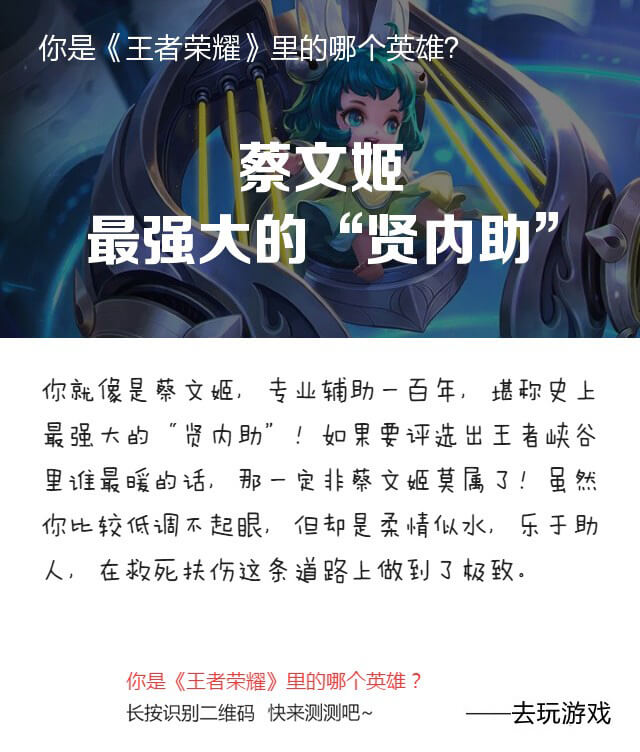 你是《王者荣耀》里的哪个英雄？
蔡文姬
最强大的“贤内助”
你就像是蔡文姬，专业辅助一百年，堪称史上
最强大的“贤内助”！如果要评选出王者峡谷
里谁最暖的话，那一定非蔡文姬莫属了！虽然
你比较低调不起眼，但却是柔情似水，乐于助
人，在救死扶伤这条道路上做到了极致。
你是《王者荣耀》里的哪个英雄？
长按识别二维码 快来测测吧~
——去玩游戏